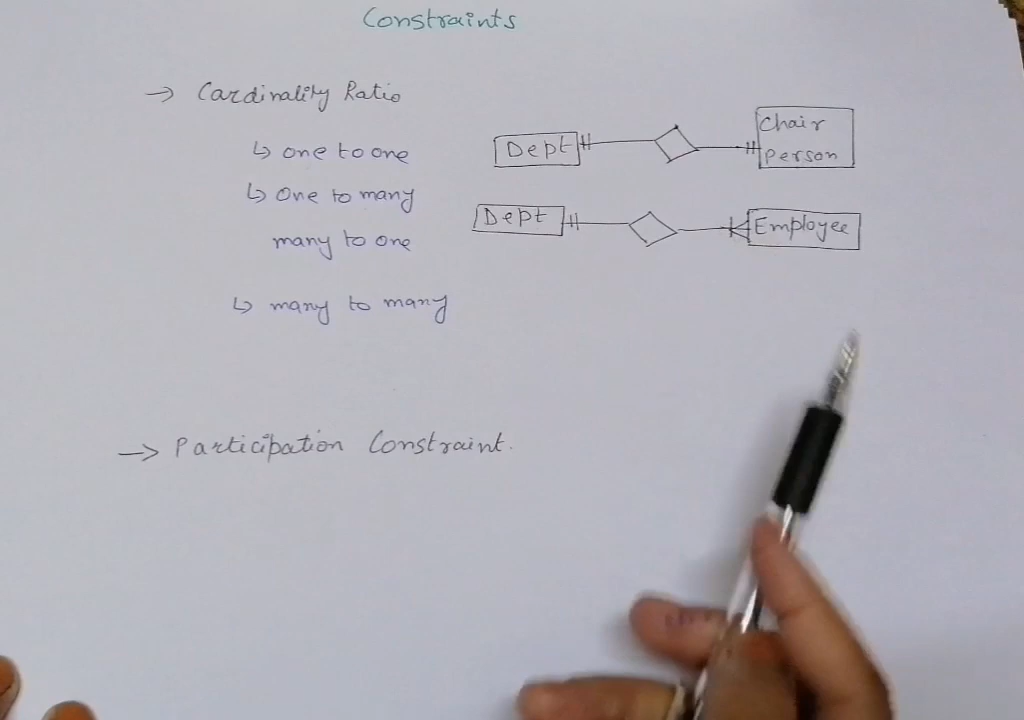 Constraints
→ Cardinality Ratio
↳ one to one
Dept
Chair
Person
↳ One to many
Dept
Employee
many to one
↳ many to many
→ Participation Constraint.